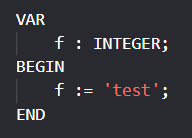 VAR
    f : INTEGER;
BEGIN
    f := 'test';
END